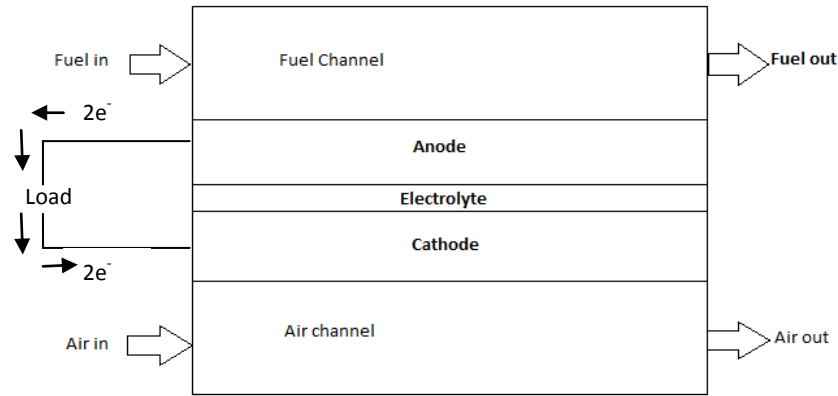 Fuel in
Fuel Channel
Fuel out
2e⁻
Anode
Load
Electrolyte
Cathode
2e⁻
Air in
Air channel
Air out